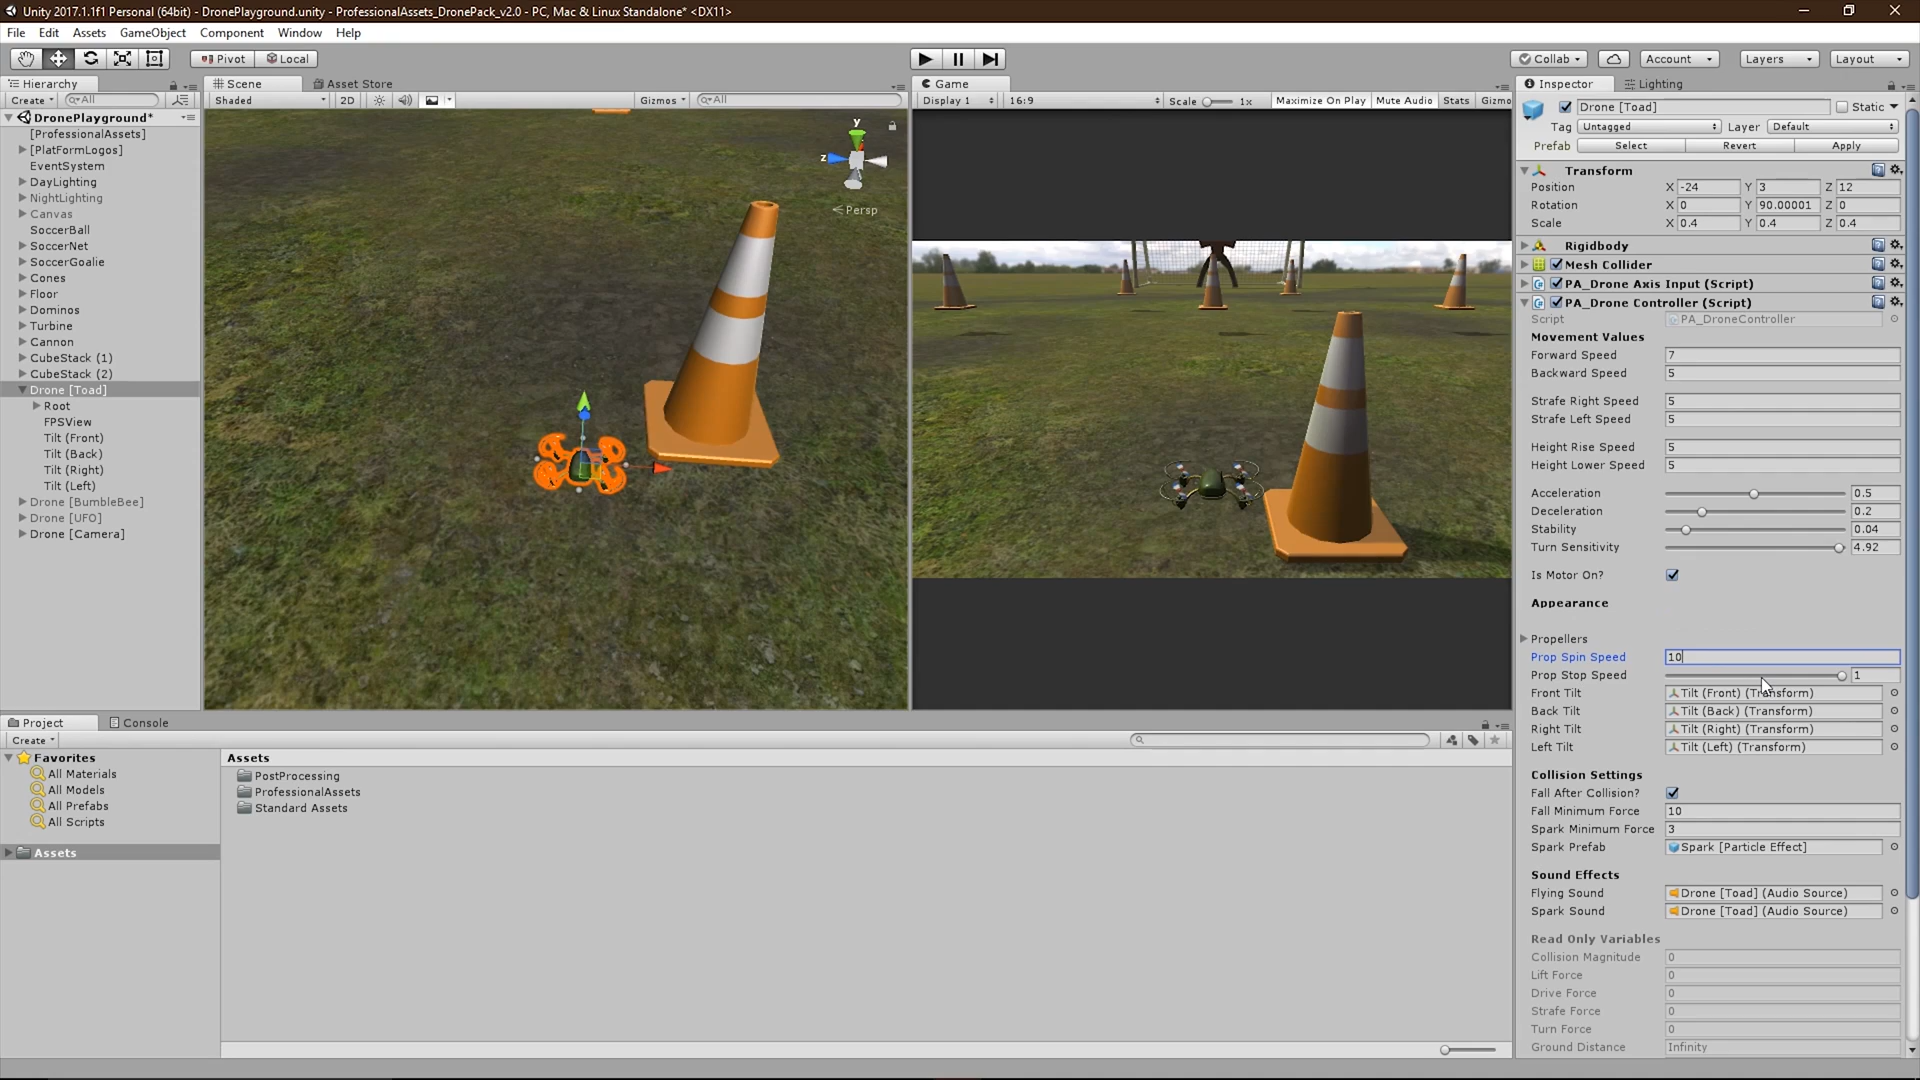 Unity 2017.1.1f1 Personal (64bit) - DronePlayground.unity - ProfessionalAssets_DronePack_v2.0 - PC, Mac & Linux Standalone* <DX11>
File Edit Assets GameObject Component Window Help
Pivot Local Collab Account Layers Layout
Hierarchy
Create All
DronePlayground*
[ProfessionalAssets]
[PlatFormLogos]
EventSystem
DayLighting
NightLighting
Canvas
SoccerBall
SoccerNet
SoccerGoalie
Cones
Floor
Dominos
Turbine
Cannon
CubeStack (1)
CubeStack (2)
Drone [Toad]
Root
FPSView
Tilt (Front)
Tilt (Back)
Tilt (Right)
Tilt (Left)
Drone [BumbleBee]
Drone [UFO]
Drone [Camera]
Scene Asset Store
Shaded 2D Gizmos All
y
z
Persp
Game
Display 1 16:9 Scale 1x Maximize On Play Mute Audio Stats Gizmo
Inspector Lighting
Drone [Toad] Static
Tag Untagged Layer Default
Prefab Select Revert Apply
Transform
Position X -24 Y 3 Z 12
Rotation X 0 Y 90.00001 Z 0
Scale X 0.4 Y 0.4 Z 0.4
Rigidbody
Mesh Collider
PA_Drone Axis Input (Script)
PA_Drone Controller (Script)
Script PA_DroneController
Movement Values
Forward Speed 7
Backward Speed 5
Strafe Right Speed 5
Strafe Left Speed 5
Height Rise Speed 5
Height Lower Speed 5
Acceleration 0.5
Deceleration 0.2
Stability 0.04
Turn Sensitivity 4.92
Is Motor On?
Appearance
Propellers
Prop Spin Speed 10
Prop Stop Speed 1
Front Tilt Tilt (Front) (Transform)
Back Tilt Tilt (Back) (Transform)
Right Tilt Tilt (Right) (Transform)
Left Tilt Tilt (Left) (Transform)
Collision Settings
Fall After Collision?
Fall Minimum Force 10
Spark Minimum Force 3
Spark Prefab Spark [Particle Effect]
Sound Effects
Flying Sound Drone [Toad] (Audio Source)
Spark Sound Drone [Toad] (Audio Source)
Read Only Variables
Collision Magnitude 0
Lift Force 0
Drive Force 0
Strafe Force 0
Turn Force 0
Ground Distance Infinity
Project Console
Create
Favorites
All Materials
All Models
All Prefabs
All Scripts
Assets
Assets
PostProcessing
ProfessionalAssets
Standard Assets